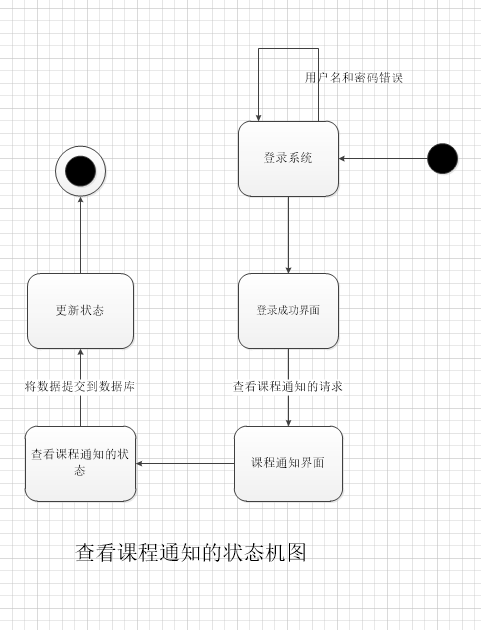 用户名和密码错误
登录系统
更新状态
登录成功界面
将数据提交到数据库
查看课程通知的请求
查看课程通知的状
态
课程通知界面
查看课程通知的状态机图